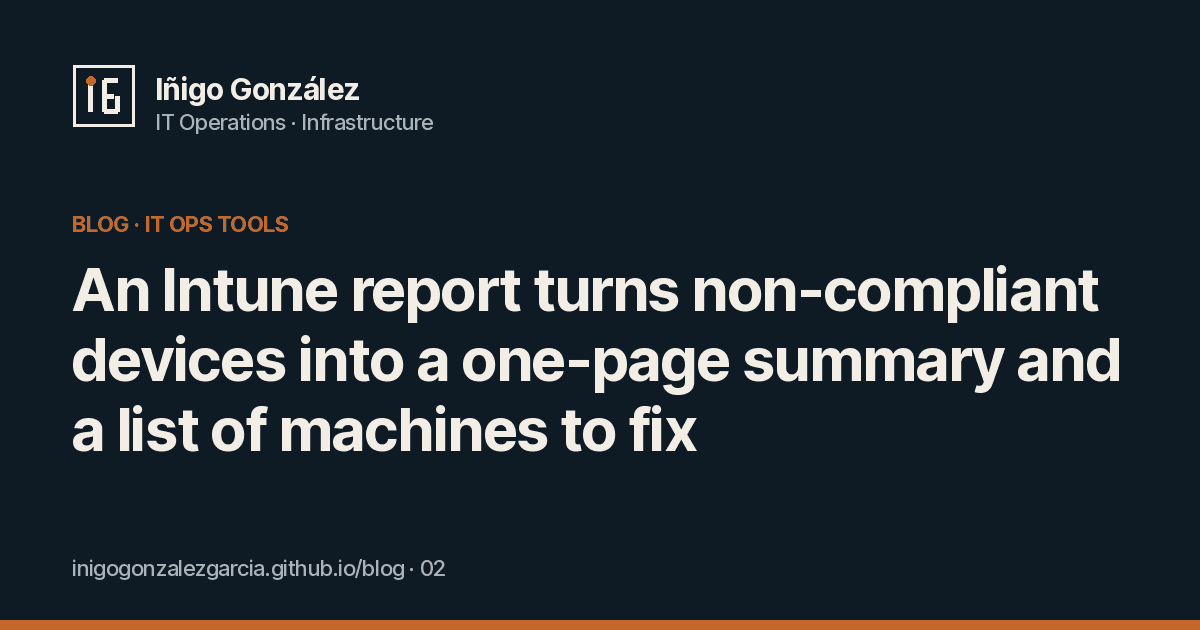 iG
Iñigo González
IT Operations · Infrastructure
BLOG · IT OPS TOOLS
An Intune report turns non-compliant
devices into a one-page summary and
a list of machines to fix
inigogonzalezgarcia.github.io/blog · 02